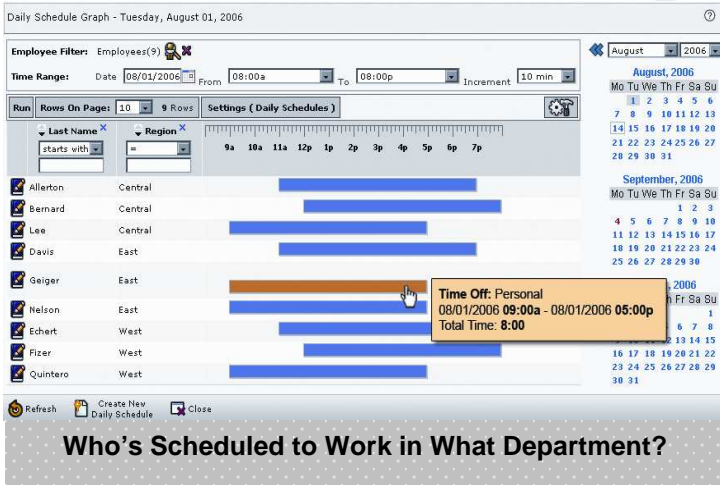 Daily Schedule Graph - Tuesday, August 01, 2006
Employee Filter: Employees(9)
Time Range: Date 08/01/2006 From 08:00a To 08:00p Increment 10 min
Run Rows On Page: 10 9 Rows Settings ( Daily Schedules )
Last Name Region
starts with =
9a 10a 11a 12p 1p 2p 3p 4p 5p 6p 7p
Allerton Central
Bernard Central
Lee Central
Davis East
Geiger East
Nelson East
Echert West
Fizer West
Quintero West
Time Off: Personal
08/01/2006 09:00a - 08/01/2006 05:00p
Total Time: 8:00
August 2006
August, 2006
Mo Tu We Th Fr Sa Su
1 2 3 4 5 6
7 8 9 10 11 12 13
14 15 16 17 18 19 20
21 22 23 24 25 26 27
28 29 30 31
September, 2006
Mo Tu We Th Fr Sa Su
1 2 3
4 5 6 7 8 9 10
11 12 13 14 15 16 17
18 19 20 21 22 23 24
25 26 27 28 29 30
, 2006
h Fr Sa Su
1
6 7 8
12 13 14 15
16 17 18 19 20 21 22
23 24 25 26 27 28 29
30 31
Refresh Create New Daily Schedule Close
Who's Scheduled to Work in What Department?